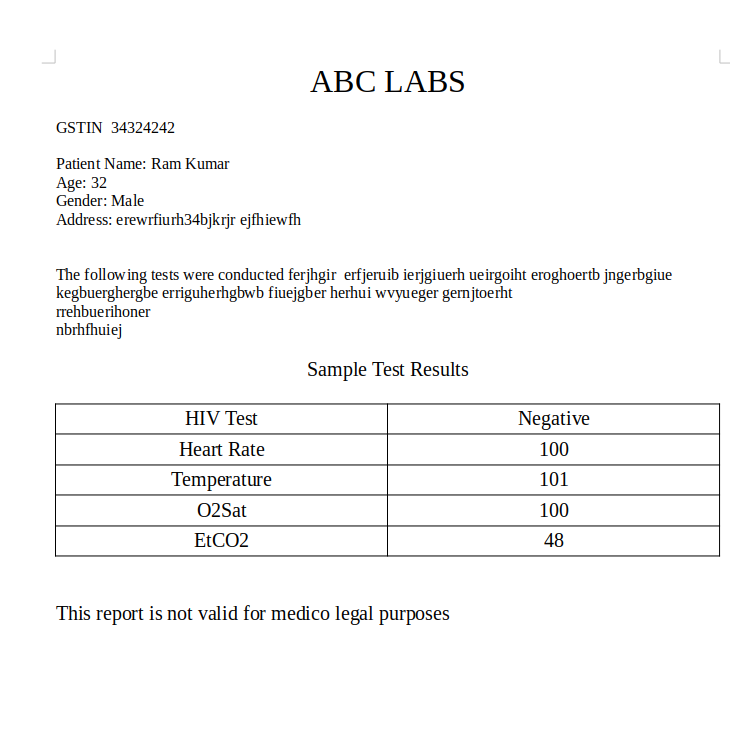 ABC LABS
GSTIN  34324242
Patient Name: Ram Kumar
Age: 32
Gender: Male
Address: erewrfiurh34bjkrjr ejfhiewfh
The following tests were conducted ferjhgir  erfjeruib ierjgiuerh ueirgoiht eroghoertb jngerbgiue
kegbuerghergbe erriguherhgbwb fiuejgber herhui wvyueger gernjtoerht
rrehbuerihoner
nbrhfhuiej
Sample Test Results
HIV Test Negative
Heart Rate 100
Temperature 101
O2Sat 100
EtCO2 48
This report is not valid for medico legal purposes